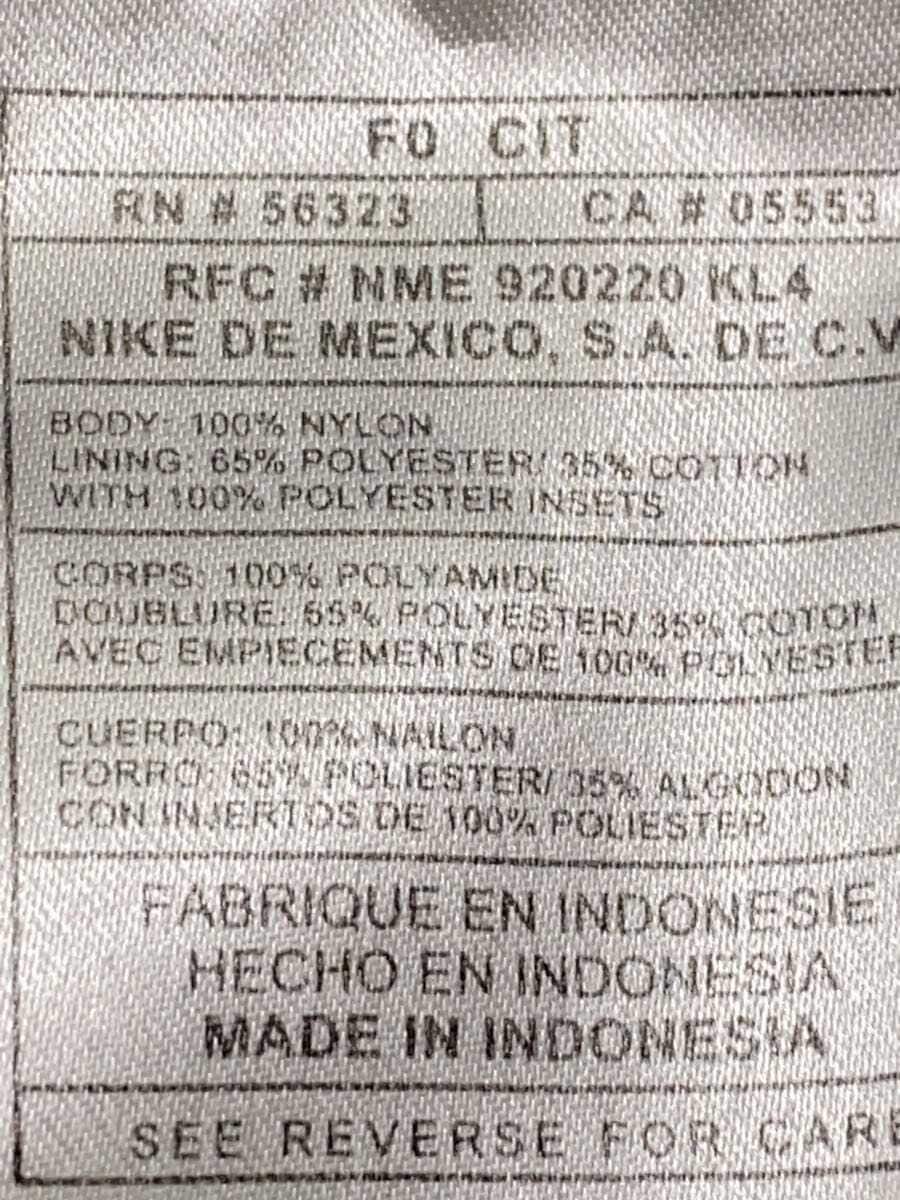 F0 CIT
RN # 56323 CA # 05553
RFC # NME 920220 KL4
NIKE DE MEXICO, S.A. DE C.V
BODY: 100% NYLON
LINING: 65% POLYESTER/ 35% COTTON
WITH 100% POLYESTER INSETS
CORPS: 100% POLYAMIDE
DOUBLURE: 65% POLYESTER/ 35% COTON
AVEC EMPIECEMENTS DE 100% POLYESTER
CUERPO: 100% NAILON
FORRO: 65% POLIESTER/ 35% ALGODON
CON INJERTOS DE 100% POLIESTER
FABRIQUE EN INDONESIE
HECHO EN INDONESIA
MADE IN INDONESIA
SEE REVERSE FOR CARE